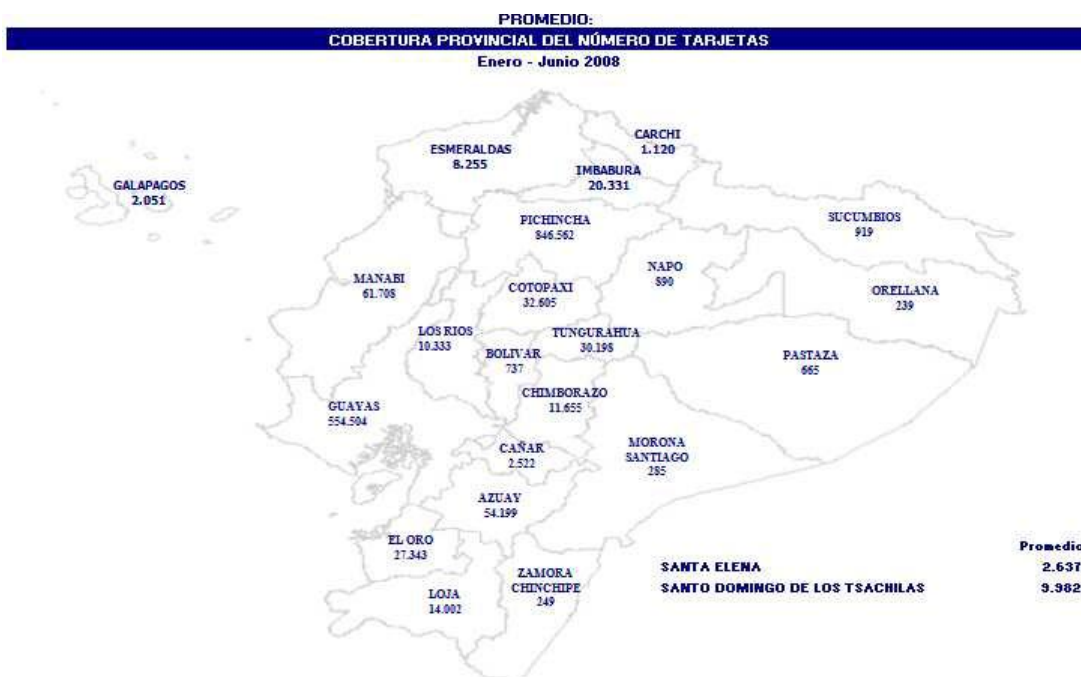 PROMEDIO:
COBERTURA PROVINCIAL DEL NÚMERO DE TARJETAS
Enero - Junio 2008
CARCHI
1.120
ESMERALDAS
8.255
IMBABURA
20.331
GALAPAGOS
2.051
PICHINCHA
846.562
SUCUMBIOS
919
MANABI
61.708
NAPO
890
COTOPAXI
32.605
ORELLANA
239
LOS RIOS
10.333
TUNGURAHUA
30.198
BOLIVAR
737
PASTAZA
665
CHIMBORAZO
11.655
GUAYAS
554.504
CAÑAR
2.522
MORONA
SANTIAGO
285
AZUAY
54.199
EL ORO
27.343
ZAMORA
CHINCHIPE
249
LOJA
14.002
Promedio
SANTA ELENA 2.637
SANTO DOMINGO DE LOS TSACHILAS 9.982